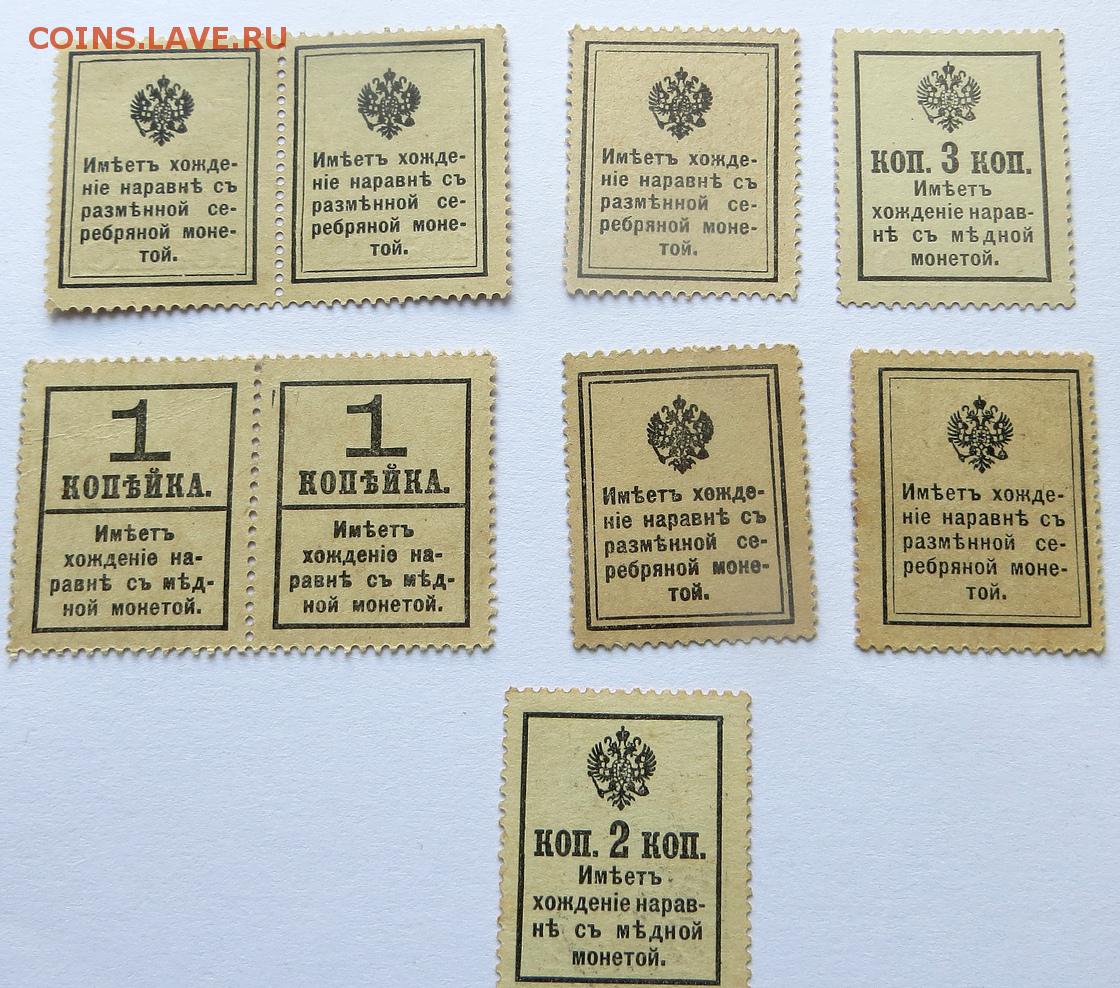 COINS.LAVE.RU
Имѣетъ хожде-
ніе наравнѣ съ
размѣнной се-
ребряной моне-
той.
Имѣетъ хожде-
ніе наравнѣ съ
размѣнной се-
ребряной моне-
той.
Имѣетъ хожде-
ніе наравнѣ съ
размѣнной се-
ребряной моне-
той.
КОП. 3 КОП.
Имѣетъ
хожденіе нарав-
нѣ съ мѣдной
монетой.
1
КОПѢЙКА.
Имѣетъ
хожденіе на-
равнѣ съ мѣд-
ной монетой.
1
КОПѢЙКА.
Имѣетъ
хожденіе на-
равнѣ съ мѣд-
ной монетой.
Имѣетъ хожде-
ніе наравнѣ съ
размѣнной се-
ребряной моне-
той.
Имѣетъ хожде-
ніе наравнѣ съ
размѣнной се-
ребряной моне-
той.
КОП. 2 КОП.
Имѣетъ
хожденіе нарав-
нѣ съ мѣдной
монетой.